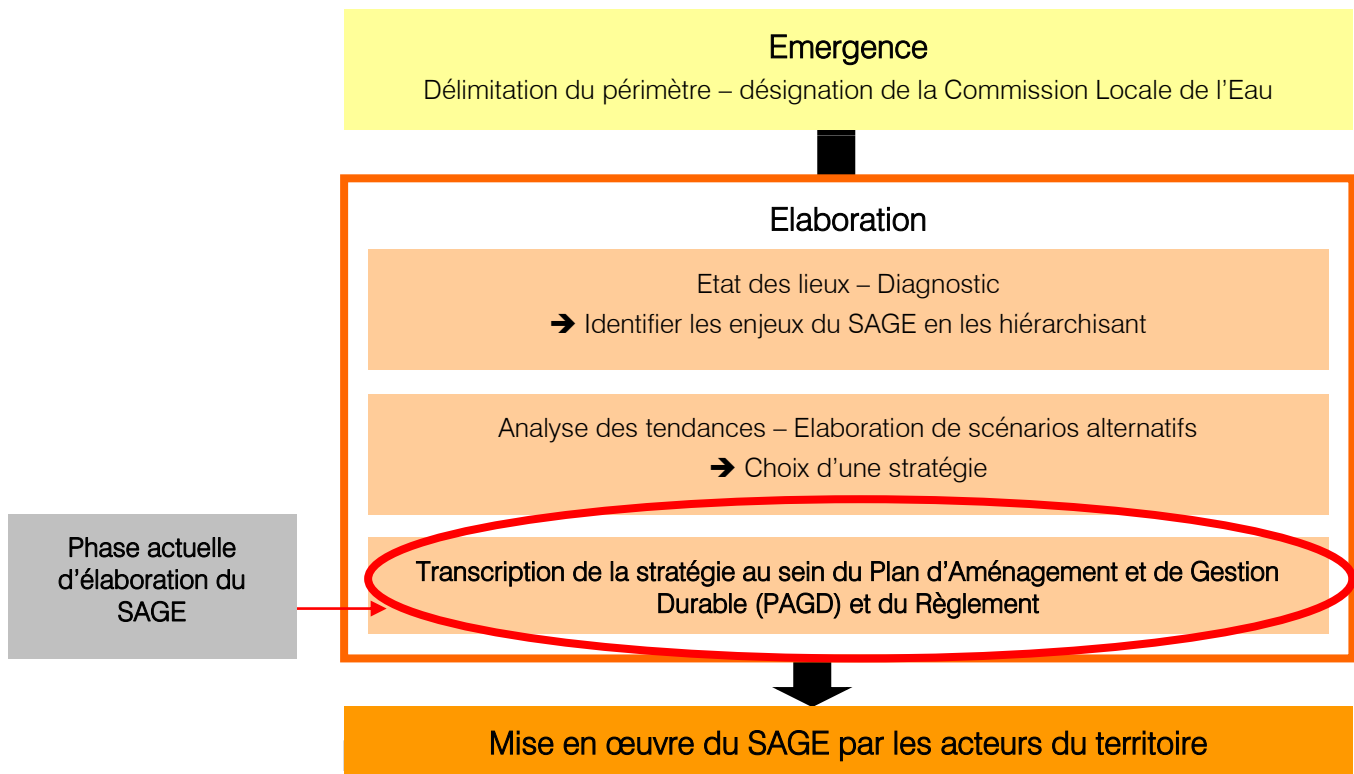 Emergence
Délimitation du périmètre – désignation de la Commission Locale de l'Eau
Elaboration
Etat des lieux – Diagnostic
➔ Identifier les enjeux du SAGE en les hiérarchisant
Analyse des tendances – Elaboration de scénarios alternatifs
➔ Choix d'une stratégie
Phase actuelle
d'élaboration du
SAGE
Transcription de la stratégie au sein du Plan d'Aménagement et de Gestion
Durable (PAGD) et du Règlement
Mise en œuvre du SAGE par les acteurs du territoire